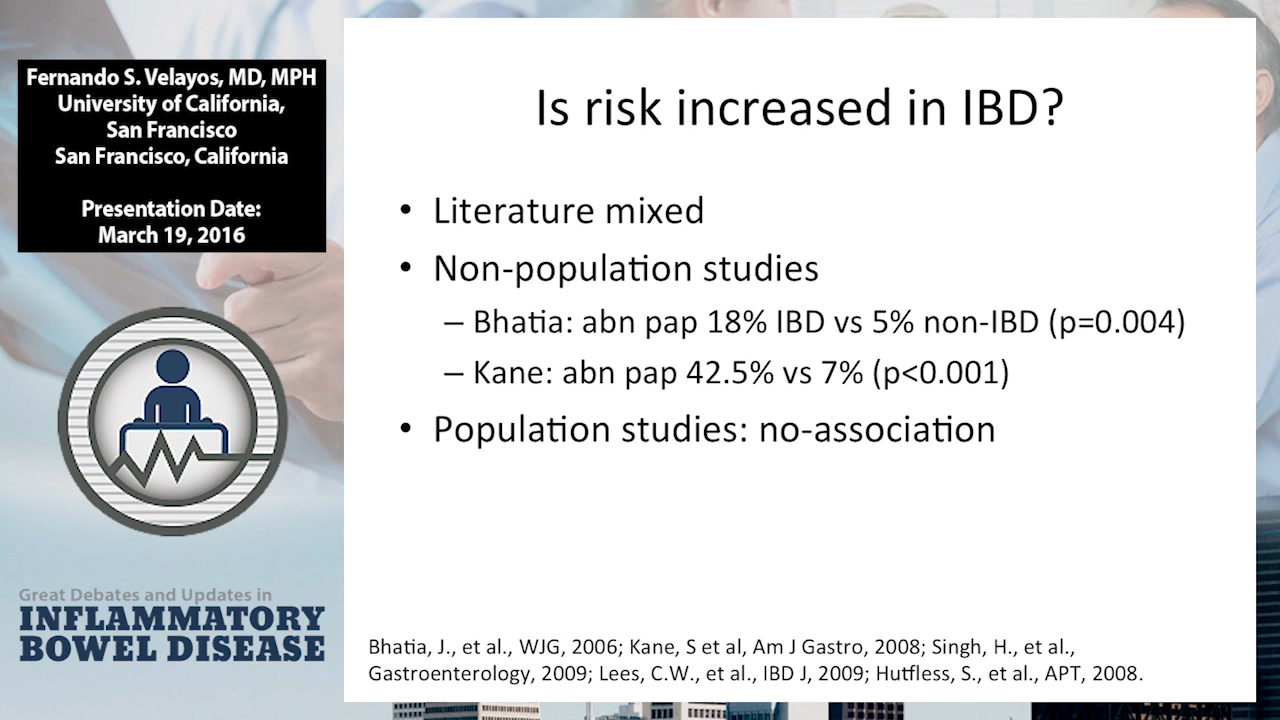 Fernando S. Velayos, MD, MPH
University of California,
San Francisco
San Francisco, California
Presentation Date:
March 19, 2016
Great Debates and Updates in
INFLAMMATORY
BOWEL DISEASE
Is risk increased in IBD?
• Literature mixed
• Non-population studies
– Bhatia: abn pap 18% IBD vs 5% non-IBD (p=0.004)
– Kane: abn pap 42.5% vs 7% (p<0.001)
• Population studies: no-association
Bhatia, J., et al., WJG, 2006; Kane, S et al, Am J Gastro, 2008; Singh, H., et al.,
Gastroenterology, 2009; Lees, C.W., et al., IBD J, 2009; Hutfless, S., et al., APT, 2008.